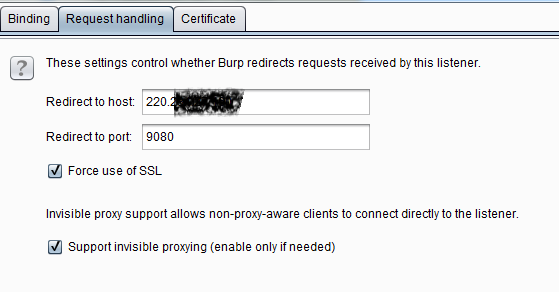 Binding Request handling Certificate
? These settings control whether Burp redirects requests received by this listener.
Redirect to host: 220.2
Redirect to port: 9080
Force use of SSL
Invisible proxy support allows non-proxy-aware clients to connect directly to the listener.
Support invisible proxying (enable only if needed)